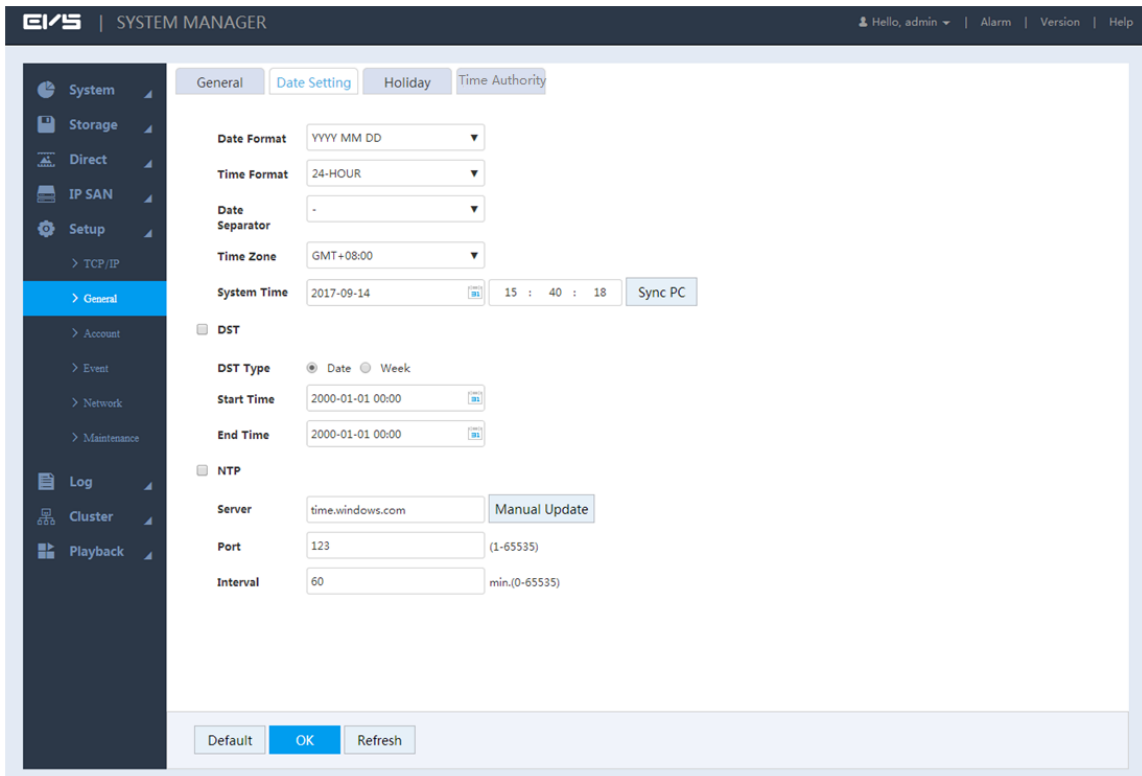 EVS | SYSTEM MANAGER
Hello, admin | Alarm | Version | Help
System
Storage
Direct
IP SAN
Setup
> TCP/IP
> General
> Account
> Event
> Network
> Maintenance
Log
Cluster
Playback
General Date Setting Holiday Time Authority
Date Format YYYY MM DD
Time Format 24-HOUR
Date
Separator -
Time Zone GMT+08:00
System Time 2017-09-14 15 : 40 : 18 Sync PC
DST
DST Type Date Week
Start Time 2000-01-01 00:00
End Time 2000-01-01 00:00
NTP
Server time.windows.com Manual Update
Port 123 (1-65535)
Interval 60 min.(0-65535)
Default OK Refresh